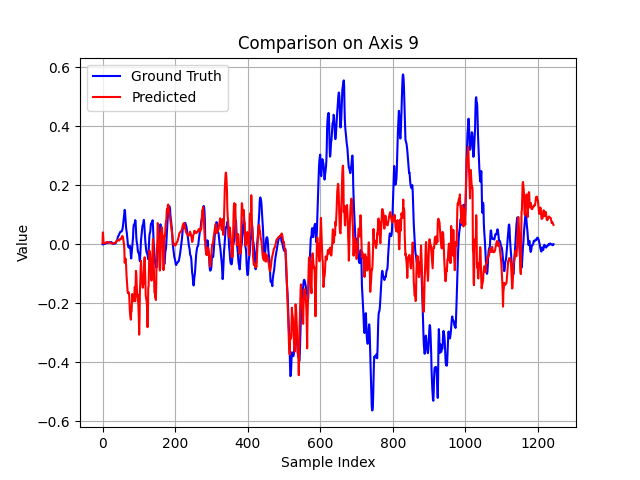 Comparison on Axis 9
Ground Truth
Predicted
0.6
0.4
0.2
0.0
−0.2
−0.4
−0.6
Value
0 200 400 600 800 1000 1200
Sample Index